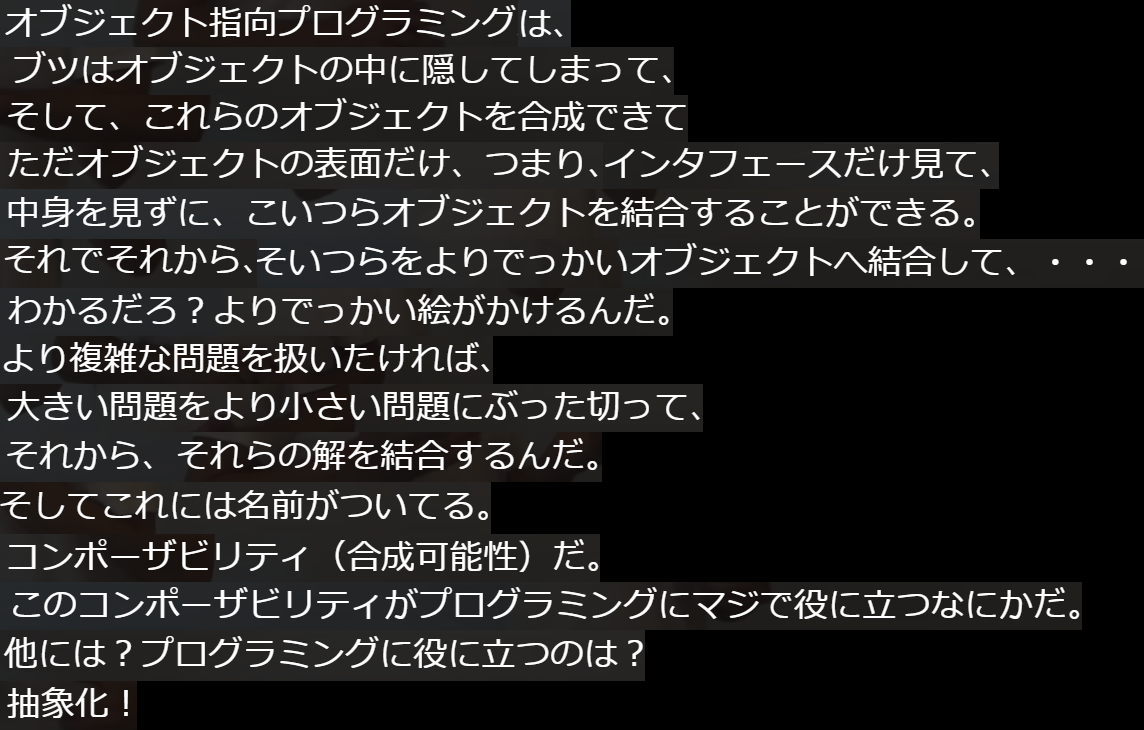 オブジェクト指向プログラミングは、
ブツはオブジェクトの中に隠してしまって、
そして、これらのオブジェクトを合成できて
ただオブジェクトの表面だけ、つまり、インタフェースだけ見て、
中身を見ずに、こいつらオブジェクトを結合することができる。
それでそれから、そいつらをよりでっかいオブジェクトへ結合して、・・・
わかるだろ？よりでっかい絵がかけるんだ。
より複雑な問題を扱いたければ、
大きい問題をより小さい問題にぶった切って、
それから、それらの解を結合するんだ。
そしてこれには名前がついてる。
コンポーザビリティ（合成可能性）だ。
このコンポーザビリティがプログラミングにマジで役に立つなにかだ。
他には？プログラミングに役に立つのは？
抽象化！